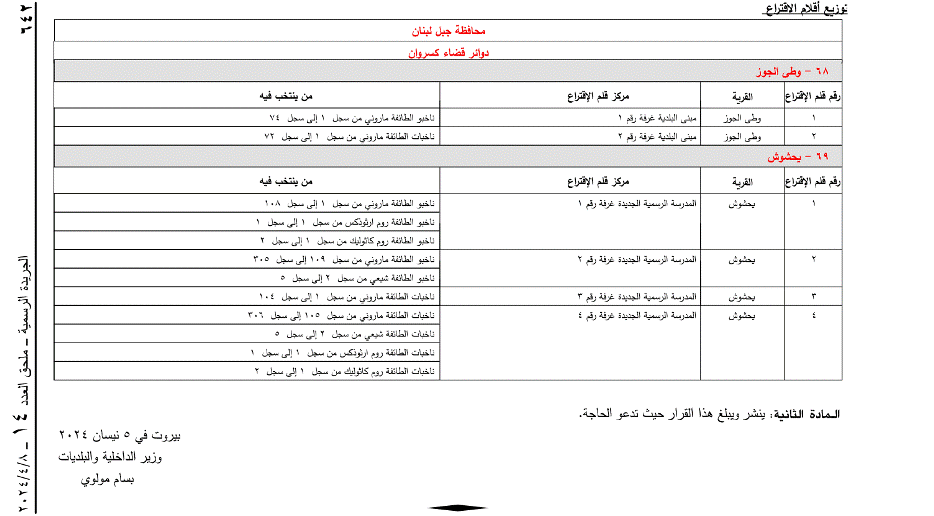 توزيع أقلام الإقتراع
٦٤٢
محافظة جبل لبنان
دوائر قضاء كسروان
٦٨ - وطى الجوز
رقم قلم الإقتراع القرية مركز قلم الإقتراع من ينتخب فيه
١ وطى الجوز مبنى البلدية غرفة رقم ١ ناخبو الطائفة ماروني من سجل ١ إلى سجل ٧٤
٢ وطى الجوز مبنى البلدية غرفة رقم ٢ ناخبات الطائفة ماروني من سجل ١ إلى سجل ٧٢
٦٩ - يحشوش
رقم قلم الإقتراع القرية مركز قلم الإقتراع من ينتخب فيه
١ يحشوش المدرسة الرسمية الجديدة غرفة رقم ١ ناخبو الطائفة ماروني من سجل ١ إلى سجل ١٠٨
ناخبو الطائفة روم ارثوذكس من سجل ١ إلى سجل ١
ناخبو الطائفة روم كاثوليك من سجل ١ إلى سجل ٢
٢ يحشوش المدرسة الرسمية الجديدة غرفة رقم ٢ ناخبو الطائفة ماروني من سجل ١٠٩ إلى سجل ٣٠٥
ناخبو الطائفة شيعي من سجل ٢ إلى سجل ٥
٣ يحشوش المدرسة الرسمية الجديدة غرفة رقم ٣ ناخبات الطائفة ماروني من سجل ١ إلى سجل ١٠٤
٤ يحشوش المدرسة الرسمية الجديدة غرفة رقم ٤ ناخبات الطائفة ماروني من سجل ١٠٥ إلى سجل ٣٠٦
ناخبات الطائفة شيعي من سجل ٢ إلى سجل ٥
ناخبات الطائفة روم ارثوذكس من سجل ١ إلى سجل ١
ناخبات الطائفة روم كاثوليك من سجل ١ إلى سجل ٢
المادة الثانية: ينشر ويبلغ هذا القرار حيث تدعو الحاجة.
بيروت في ٥ نيسان ٢٠٢٤
وزير الداخلية والبلديات
بسام مولوي
الجريدة الرسمية - ملحق العدد ١٤ - ٢٠٢٤/٤/٨